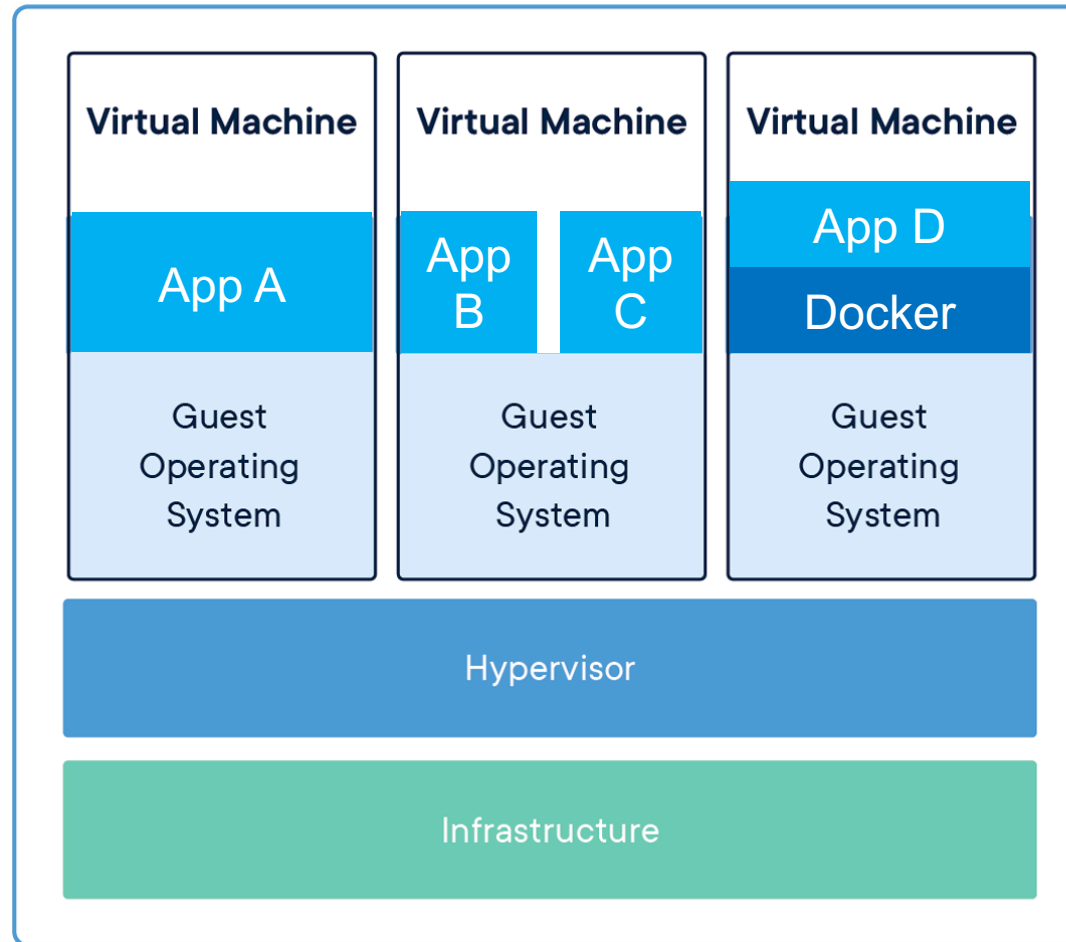 Virtual Machine
Virtual Machine
Virtual Machine
App A
App
B
App
C
App D
Docker
Guest
Operating
System
Guest
Operating
System
Guest
Operating
System
Hypervisor
Infrastructure